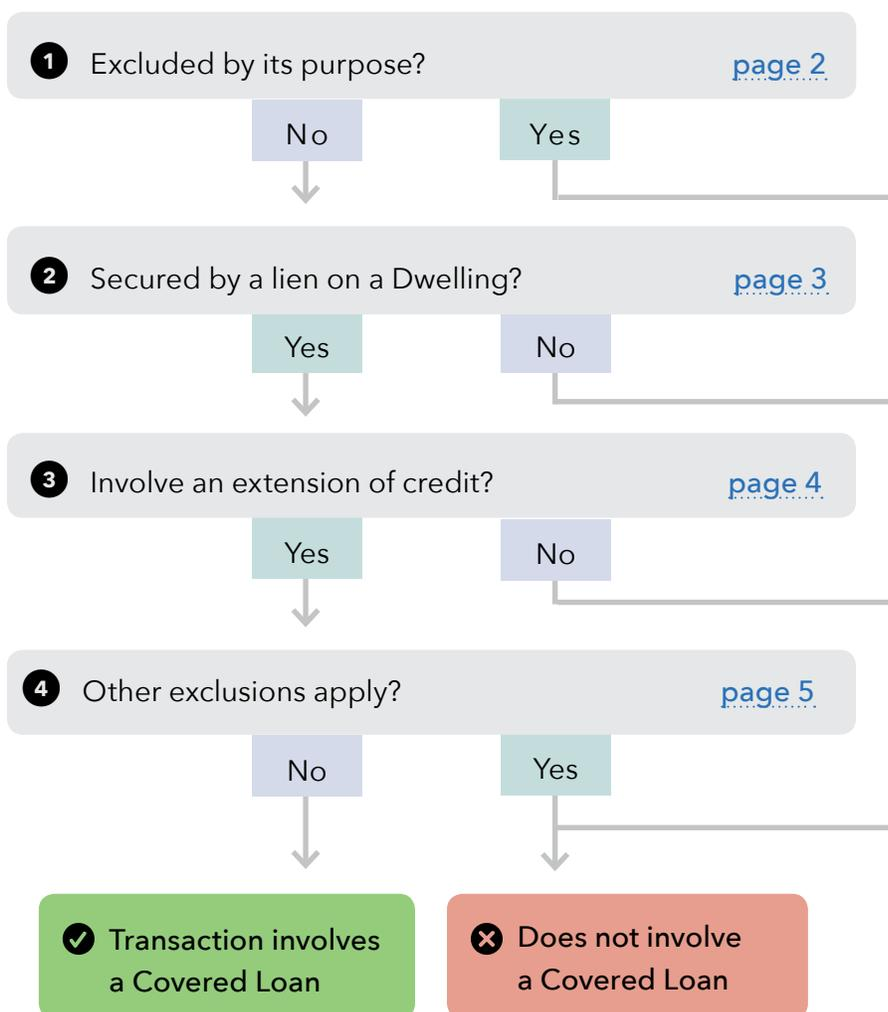 1 Excluded by its purpose? page 2
No Yes
2 Secured by a lien on a Dwelling? page 3
Yes No
3 Involve an extension of credit? page 4
Yes No
4 Other exclusions apply? page 5
No Yes
Transaction involves
a Covered Loan
Does not involve
a Covered Loan